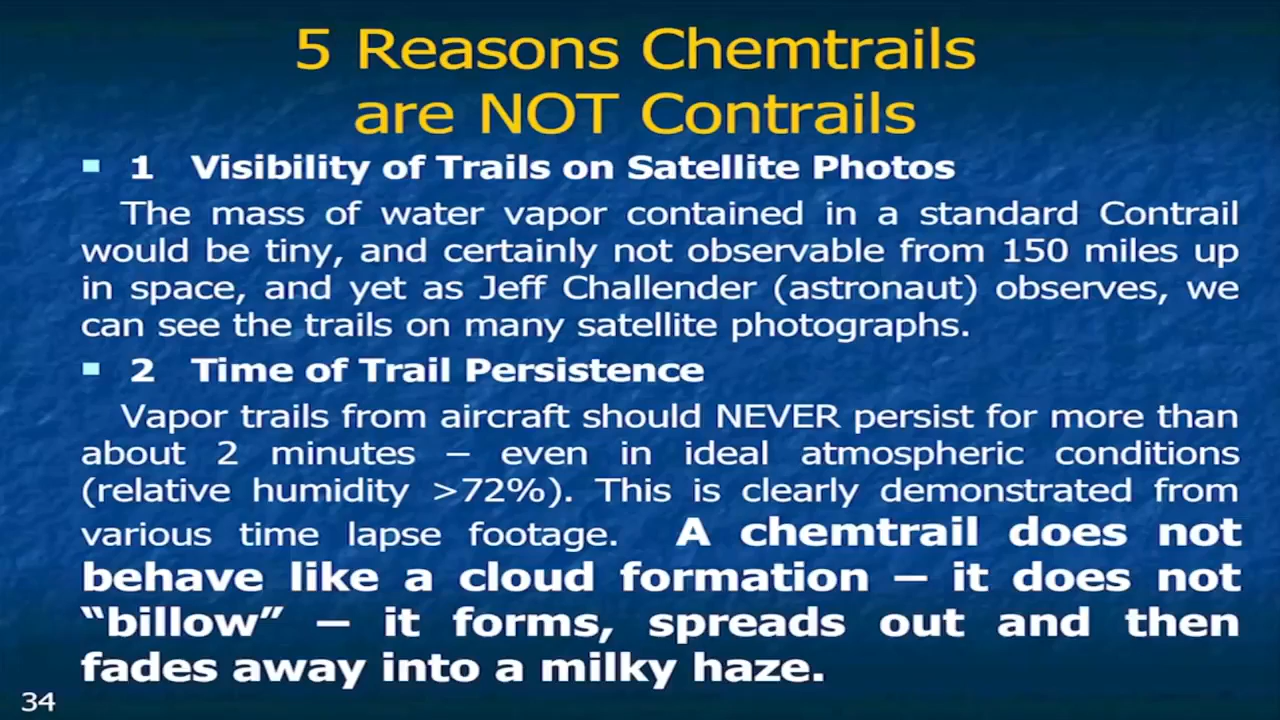 5 Reasons Chemtrails
are NOT Contrails
1 Visibility of Trails on Satellite Photos
The mass of water vapor contained in a standard Contrail
would be tiny, and certainly not observable from 150 miles up
in space, and yet as Jeff Challender (astronaut) observes, we
can see the trails on many satellite photographs.
2 Time of Trail Persistence
Vapor trails from aircraft should NEVER persist for more than
about 2 minutes – even in ideal atmospheric conditions
(relative humidity >72%). This is clearly demonstrated from
various time lapse footage. A chemtrail does not
behave like a cloud formation – it does not
“billow” – it forms, spreads out and then
fades away into a milky haze.
34